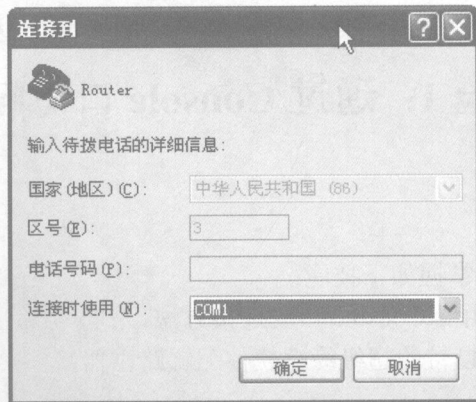 连接到
Router
输入待拨电话的详细信息:
国家(地区)(C): 中华人民共和国 (86)
区号(E): 3
电话号码(P):
连接时使用(N): COM1
确定 取消